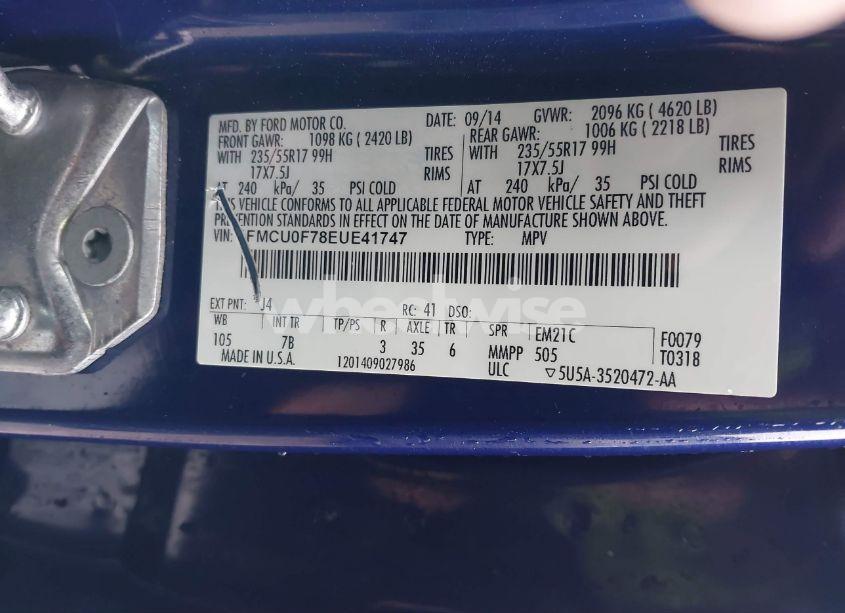 MFD. BY FORD MOTOR CO. DATE: 09/14 GVWR: 2096 KG ( 4620 LB)
FRONT GAWR: 1098 KG ( 2420 LB) REAR GAWR: 1006 KG ( 2218 LB)
WITH 235/55R17 99H TIRES WITH 235/55R17 99H TIRES
17X7.5J RIMS 17X7.5J RIMS
AT 240 kPa/ 35 PSI COLD AT 240 kPa/ 35 PSI COLD
THIS VEHICLE CONFORMS TO ALL APPLICABLE FEDERAL MOTOR VEHICLE SAFETY AND THEFT
PREVENTION STANDARDS IN EFFECT ON THE DATE OF MANUFACTURE SHOWN ABOVE.
VIN: FMCU0F78EUE41747 TYPE: MPV
wheelwise
EXT PNT: J4 RC: 41 DSO:
WB INT TR TP/PS R AXLE TR SPR EM21C F0079
105 7B 3 35 6 MMPP 505 T0318
MADE IN U.S.A. 1201409027986 ULC ▽5U5A-3520472-AA